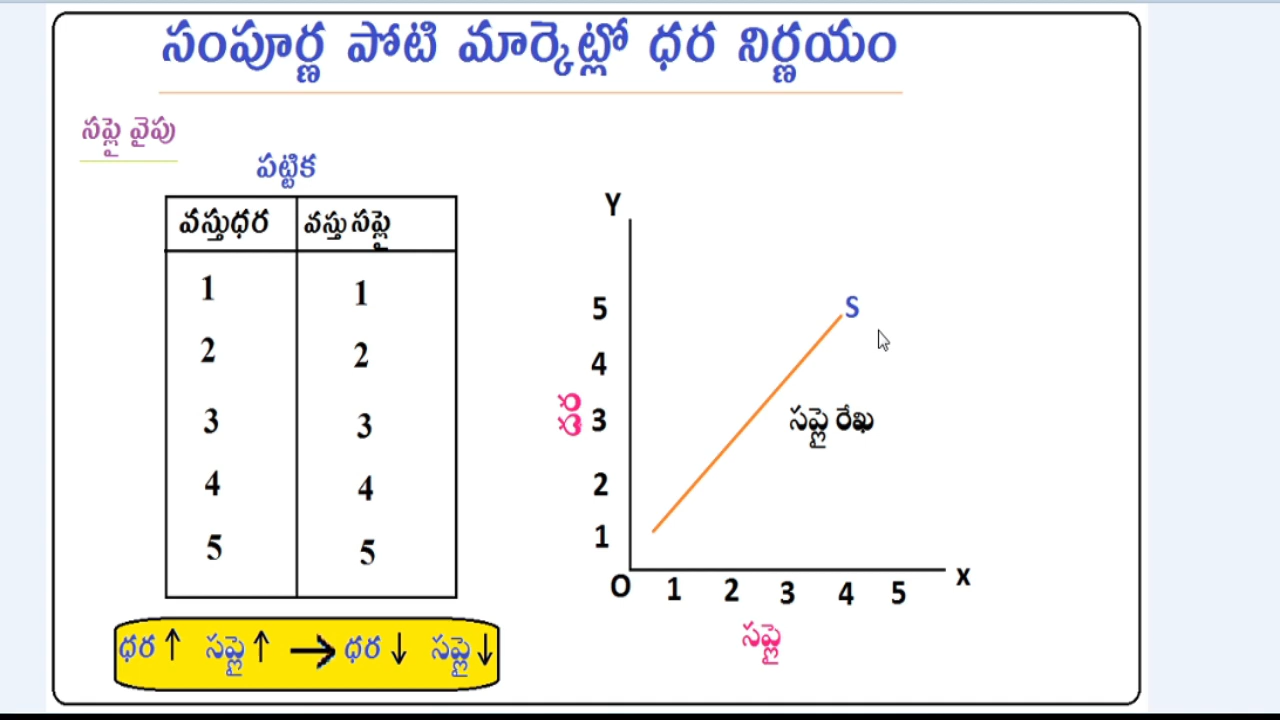 సంపూర్ణ పోటి మార్కెట్లో ధర నిర్ణయం
సప్లై వైపు
పట్టిక
వస్తుధర వస్తు సప్లై
1 1
2 2
3 3
4 4
5 5
ధర ↑ సప్లై ↑ → ధర ↓ సప్లై ↓
Y
5
4
3
2
1
ధర
S
సప్లై రేఖ
O 1 2 3 4 5 x
సప్లై